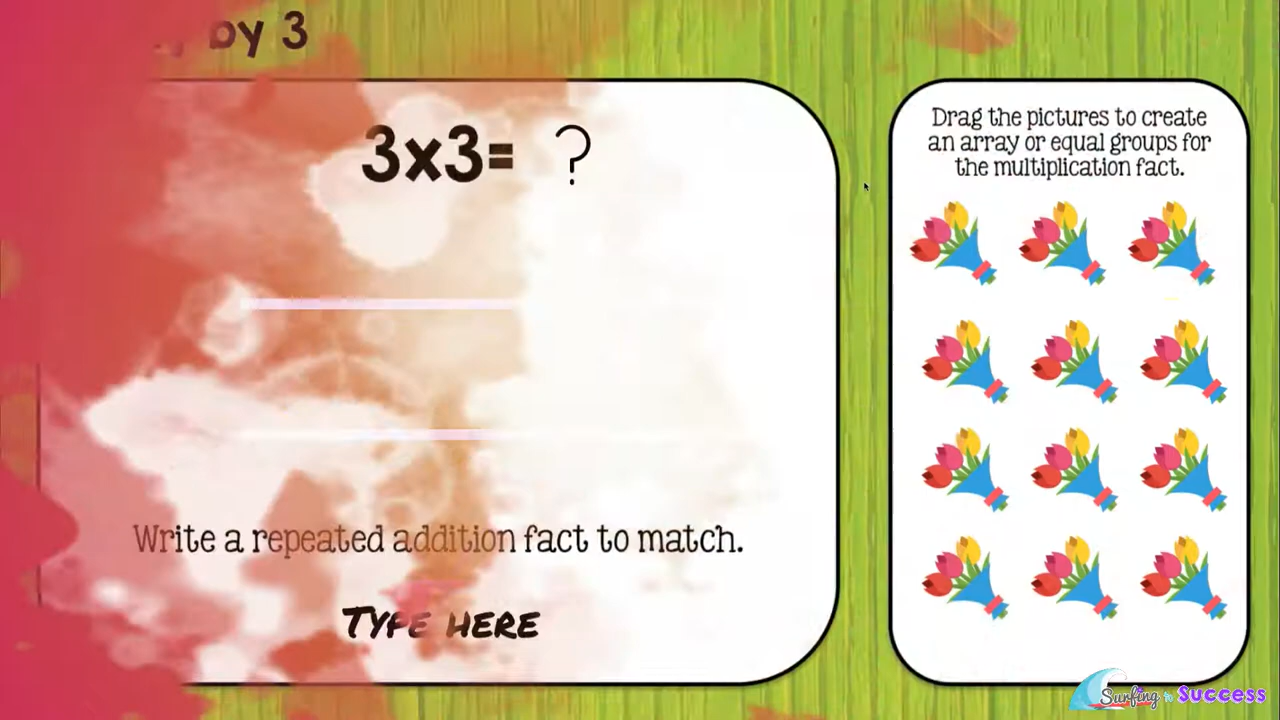 by 3
3x3= ?
Write a repeated addition fact to match.
Type here
Drag the pictures to create
an array or equal groups for
the multiplication fact.
Surfing to Success